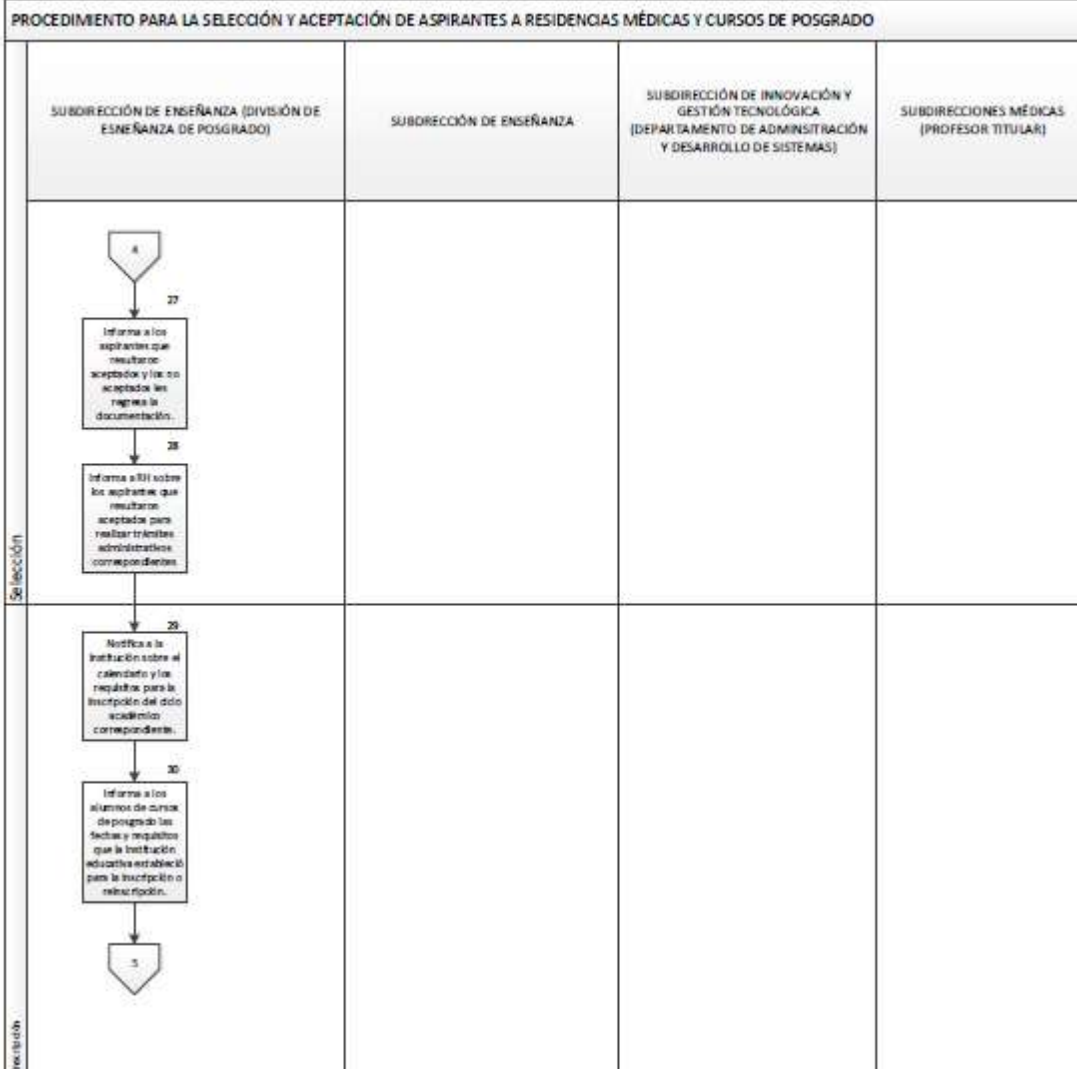 PROCEDIMIENTO PARA LA SELECCIÓN Y ACEPTACIÓN DE ASPIRANTES A RESIDENCIAS MÉDICAS Y CURSOS DE POSGRADO
SUBDIRECCIÓN DE ENSEÑANZA (DIVISIÓN DE
ESNEÑANZA DE POSGRADO)
SUBDRECCIÓN DE ENSEÑANZA
SUBDIRECCIÓN DE INNOVACIÓN Y
GESTIÓN TECNOLÓGICA
(DEPARTAMENTO DE ADMINSITRACIÓN
Y DESARROLLO DE SISTEMAS)
SUBDIRECCIONES MÉDICAS
(PROFESOR TITULAR)
Selección
4
27
Informa a los
aspirantes que
resultaron
aceptados y los no
aceptados les
regresa la
documentación.
28
Informa a RH sobre
los aspirantes que
resultaron
aceptados para
realizar trámites
administrativos
correspondientes
29
Notifica a la
institución sobre el
calendario y los
requisitos para la
inscripción del ciclo
académico
correspondiente.
30
Informa a los
alumnos de cursos
de posgrado las
fechas y requisitos
que la institución
educativa estableció
para la inscripción o
reinscripción.
5